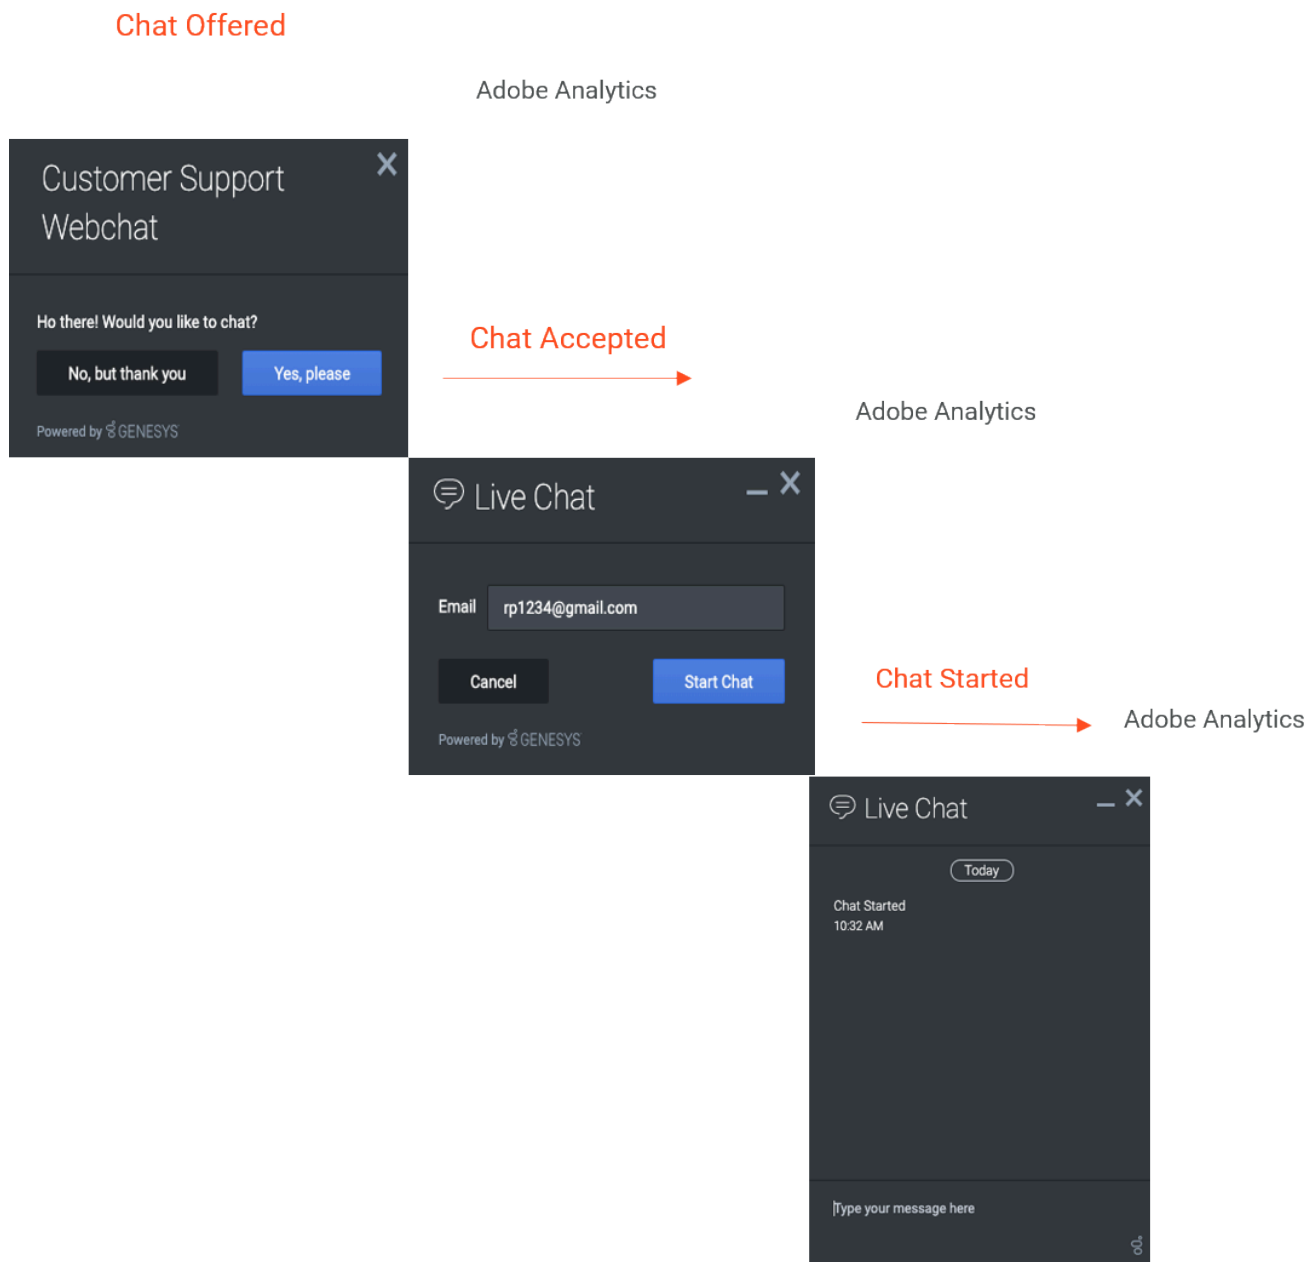 Chat Offered
Adobe Analytics
Customer Support
Webchat
Ho there! Would you like to chat?
No, but thank you
Yes, please
Powered by GENESYS
Chat Accepted
Adobe Analytics
Live Chat
Email
rp1234@gmail.com
Cancel
Start Chat
Powered by GENESYS
Chat Started
Adobe Analytics
Live Chat
Today
Chat Started
10:32 AM
Type your message here